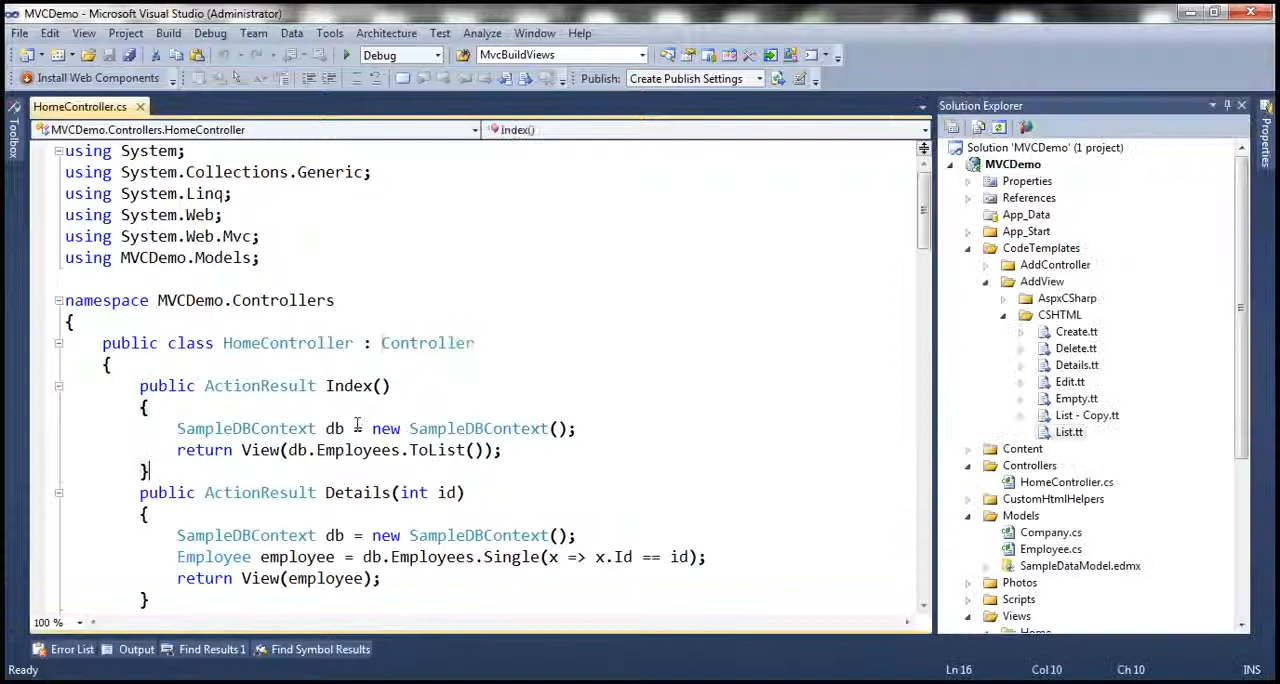 MVCDemo - Microsoft Visual Studio (Administrator)
File Edit View Project Build Debug Team Data Tools Architecture Test Analyze Window Help
Debug MvcBuildViews
Install Web Components Publish: Create Publish Settings
HomeController.cs
MVCDemo.Controllers.HomeController Index()
using System;
using System.Collections.Generic;
using System.Linq;
using System.Web;
using System.Web.Mvc;
using MVCDemo.Models;
namespace MVCDemo.Controllers
{
public class HomeController : Controller
{
public ActionResult Index()
{
SampleDBContext db = new SampleDBContext();
return View(db.Employees.ToList());
}
public ActionResult Details(int id)
{
SampleDBContext db = new SampleDBContext();
Employee employee = db.Employees.Single(x => x.Id == id);
return View(employee);
}
100 %
Toolbox
Solution Explorer
Solution 'MVCDemo' (1 project)
MVCDemo
Properties
References
App_Data
App_Start
CodeTemplates
AddController
AddView
AspxCSharp
CSHTML
Create.tt
Delete.tt
Details.tt
Edit.tt
Empty.tt
List - Copy.tt
List.tt
Content
Controllers
HomeController.cs
CustomHtmlHelpers
Models
Company.cs
Employee.cs
SampleDataModel.edmx
Photos
Scripts
Views
Home
Properties
Error List Output Find Results 1 Find Symbol Results
Ready Ln 16 Col 10 Ch 10 INS